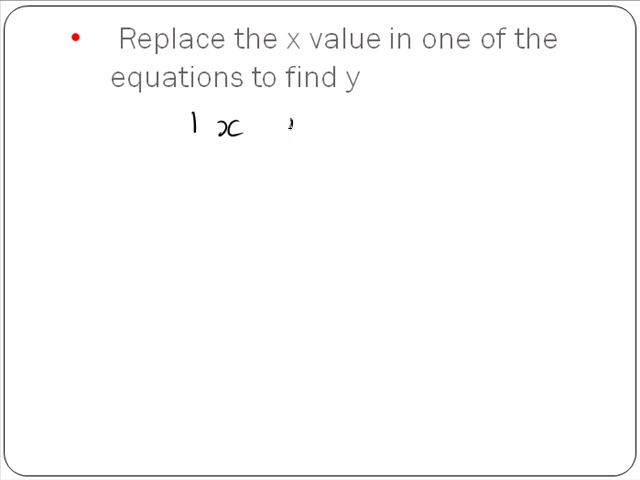 Replace the x value in one of the
equations to find y
1 x